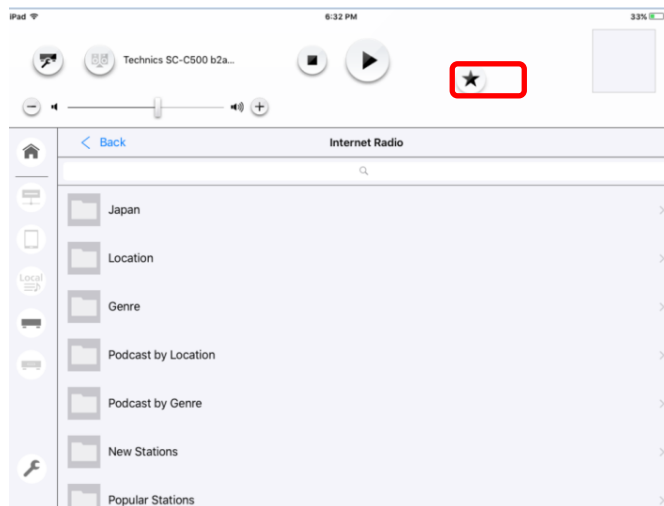 iPad
6:32 PM
33%
Technics SC-C500 b2a...
Back
Internet Radio
Japan
Location
Genre
Local
Podcast by Location
Podcast by Genre
New Stations
Popular Stations